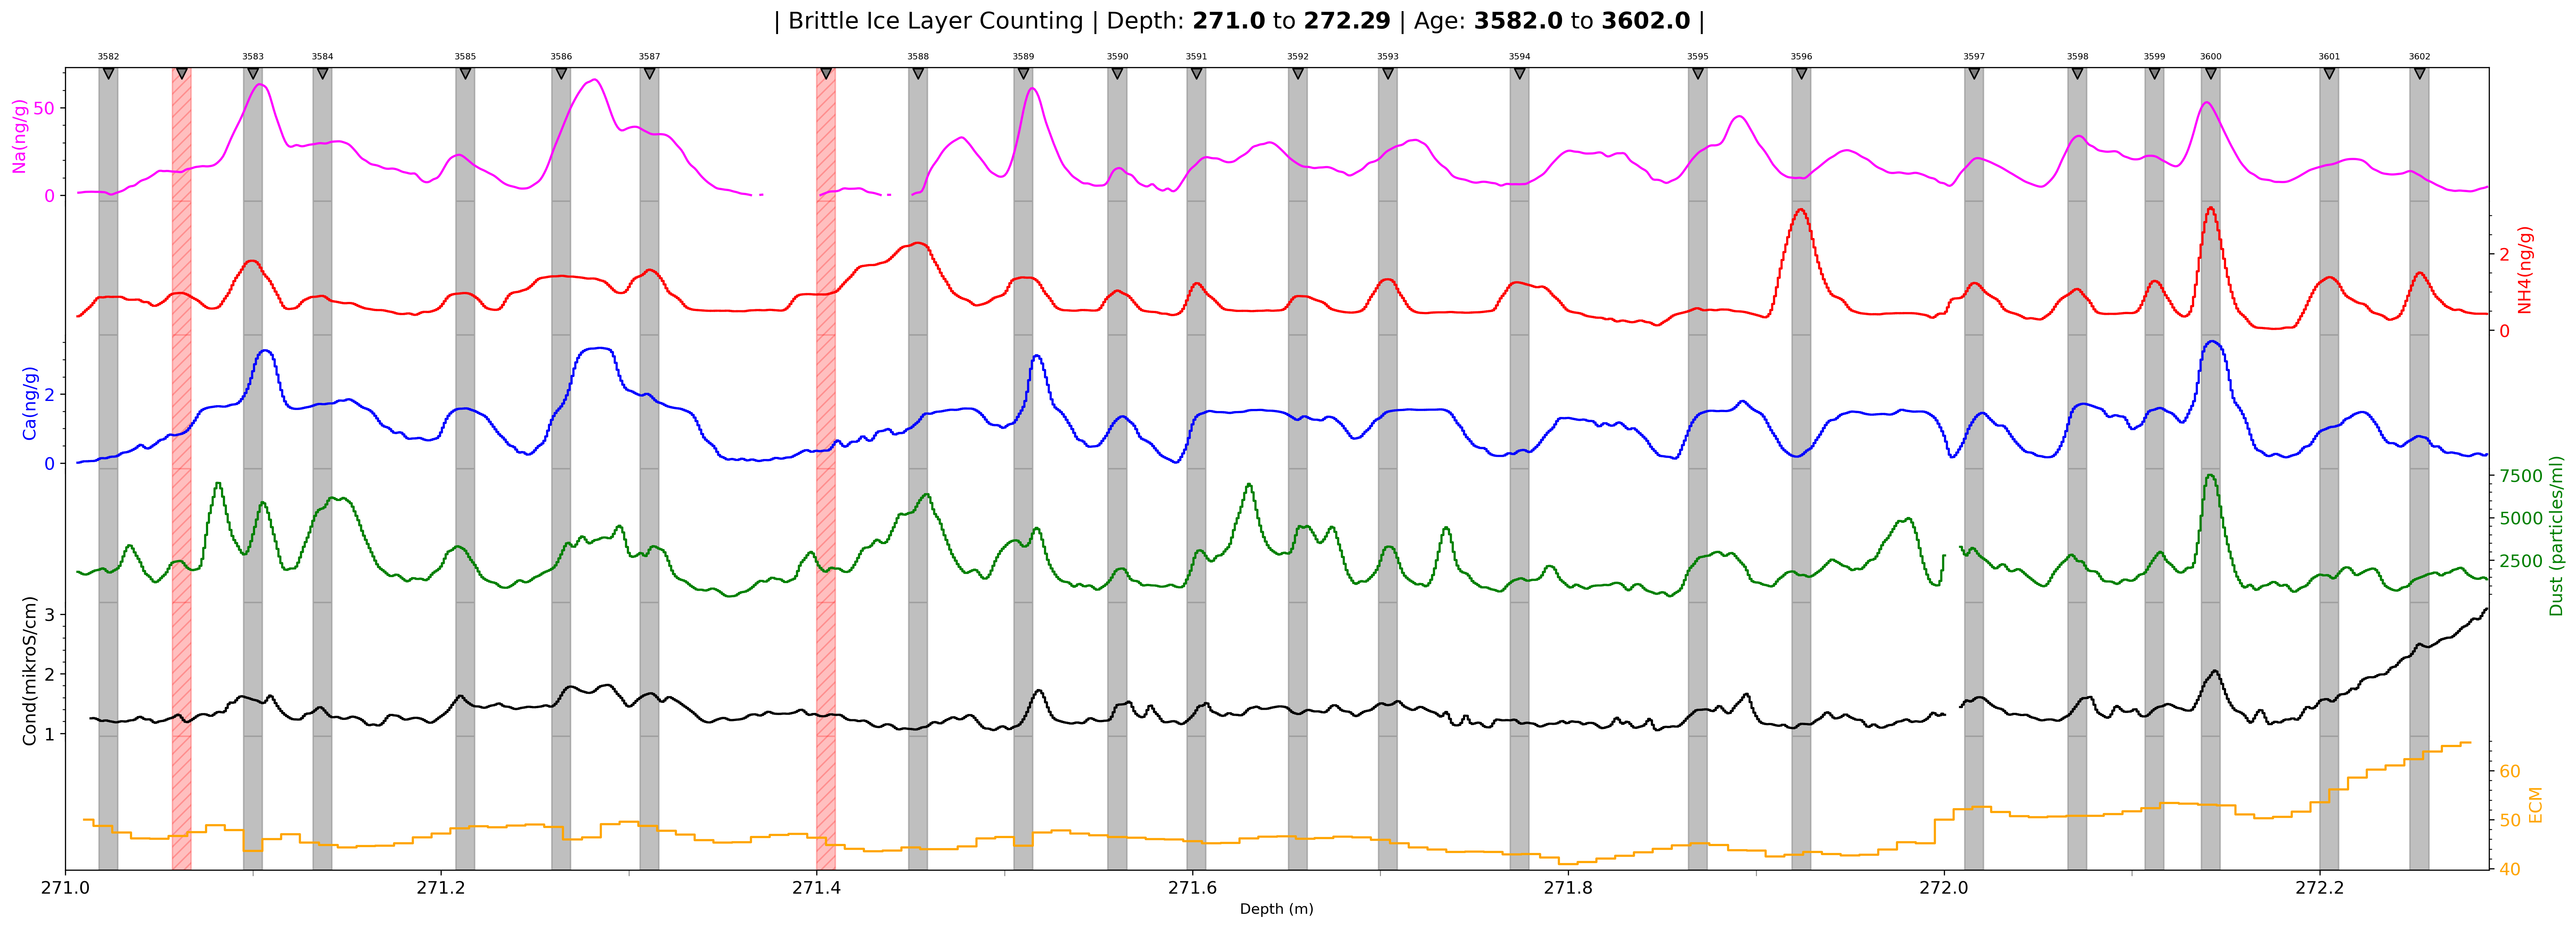 | Brittle Ice Layer Counting | Depth: 271.0 to 272.29 | Age: 3582.0 to 3602.0 |
3582 3583 3584 3585 3586 3587 3588 3589 3590 3591 3592 3593 3594 3595 3596 3597 3598 3599 3600 3601 3602
Na(ng/g)
50
0
NH4(ng/g)
2
0
Ca(ng/g)
2
0
Dust (particles/ml)
7500
5000
2500
Cond(mikroS/cm)
3
2
1
ECM
60
50
40
271.0 271.2 271.4 271.6 271.8 272.0 272.2
Depth (m)